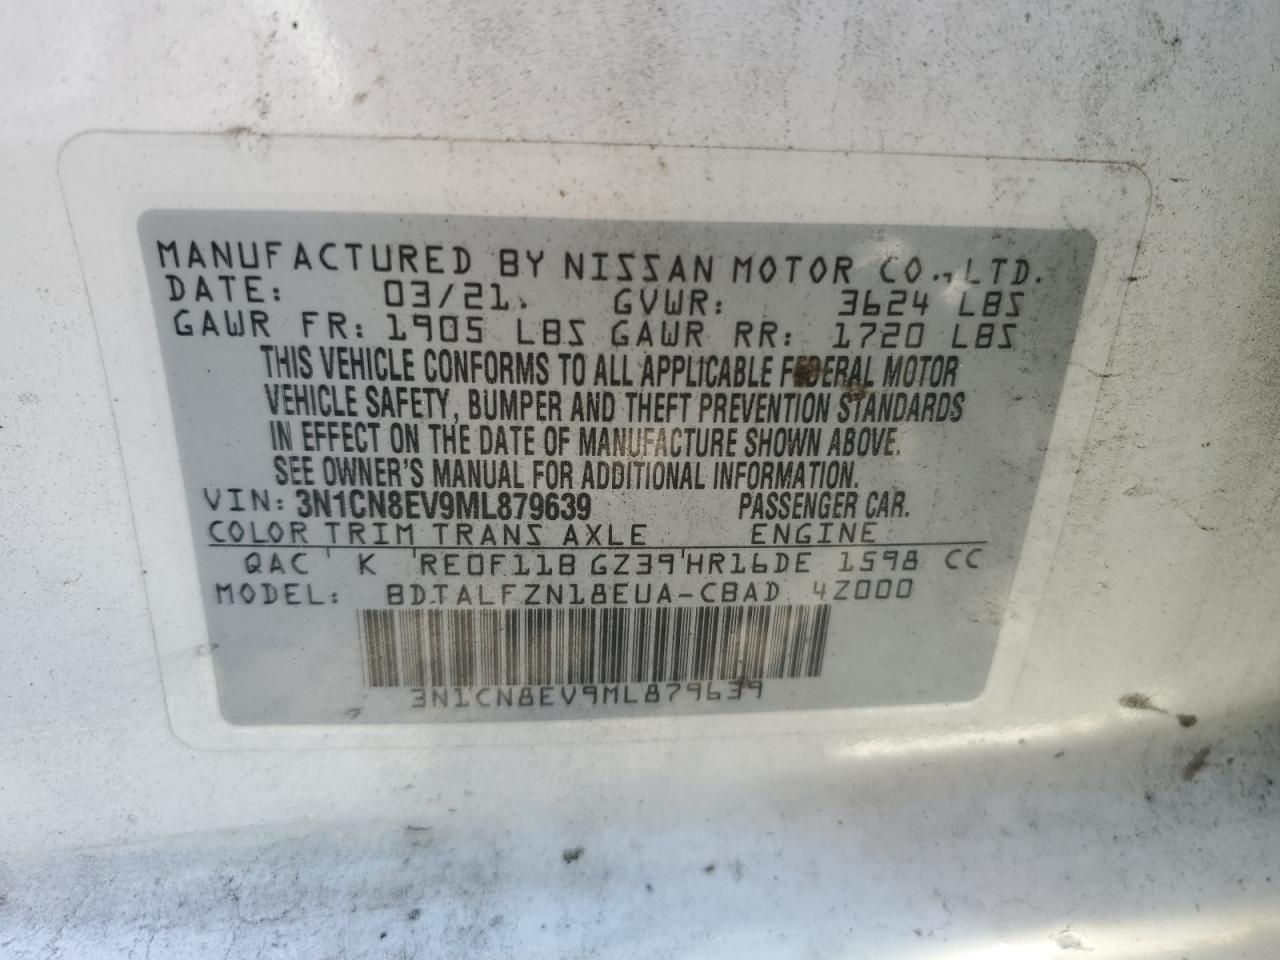 MANUFACTURED BY NISSAN MOTOR CO., LTD.
DATE: 03/21. GVWR: 3624 LBS
GAWR FR: 1905 LBS GAWR RR: 1720 LBS
THIS VEHICLE CONFORMS TO ALL APPLICABLE FEDERAL MOTOR
VEHICLE SAFETY, BUMPER AND THEFT PREVENTION STANDARDS
IN EFFECT ON THE DATE OF MANUFACTURE SHOWN ABOVE.
SEE OWNER'S MANUAL FOR ADDITIONAL INFORMATION.
VIN: 3N1CN8EV9ML879639 PASSENGER CAR.
COLOR TRIM TRANS AXLE ENGINE
QAC K RE0F11B GZ39 HR16DE 1598 CC
MODEL: BDTALFZN18EUA-CBAD 4Z000
3N1CN8EV9ML879639